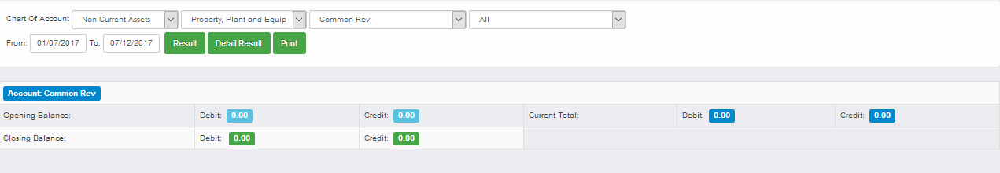 Chart Of Account Non Current Assets Property, Plant and Equip Common-Rev All
From: 01/07/2017 To: 07/12/2017 Result Detail Result Print
Account: Common-Rev
Opening Balance: Debit: 0.00 Credit: 0.00 Current Total: Debit: 0.00 Credit: 0.00
Closing Balance: Debit: 0.00 Credit: 0.00